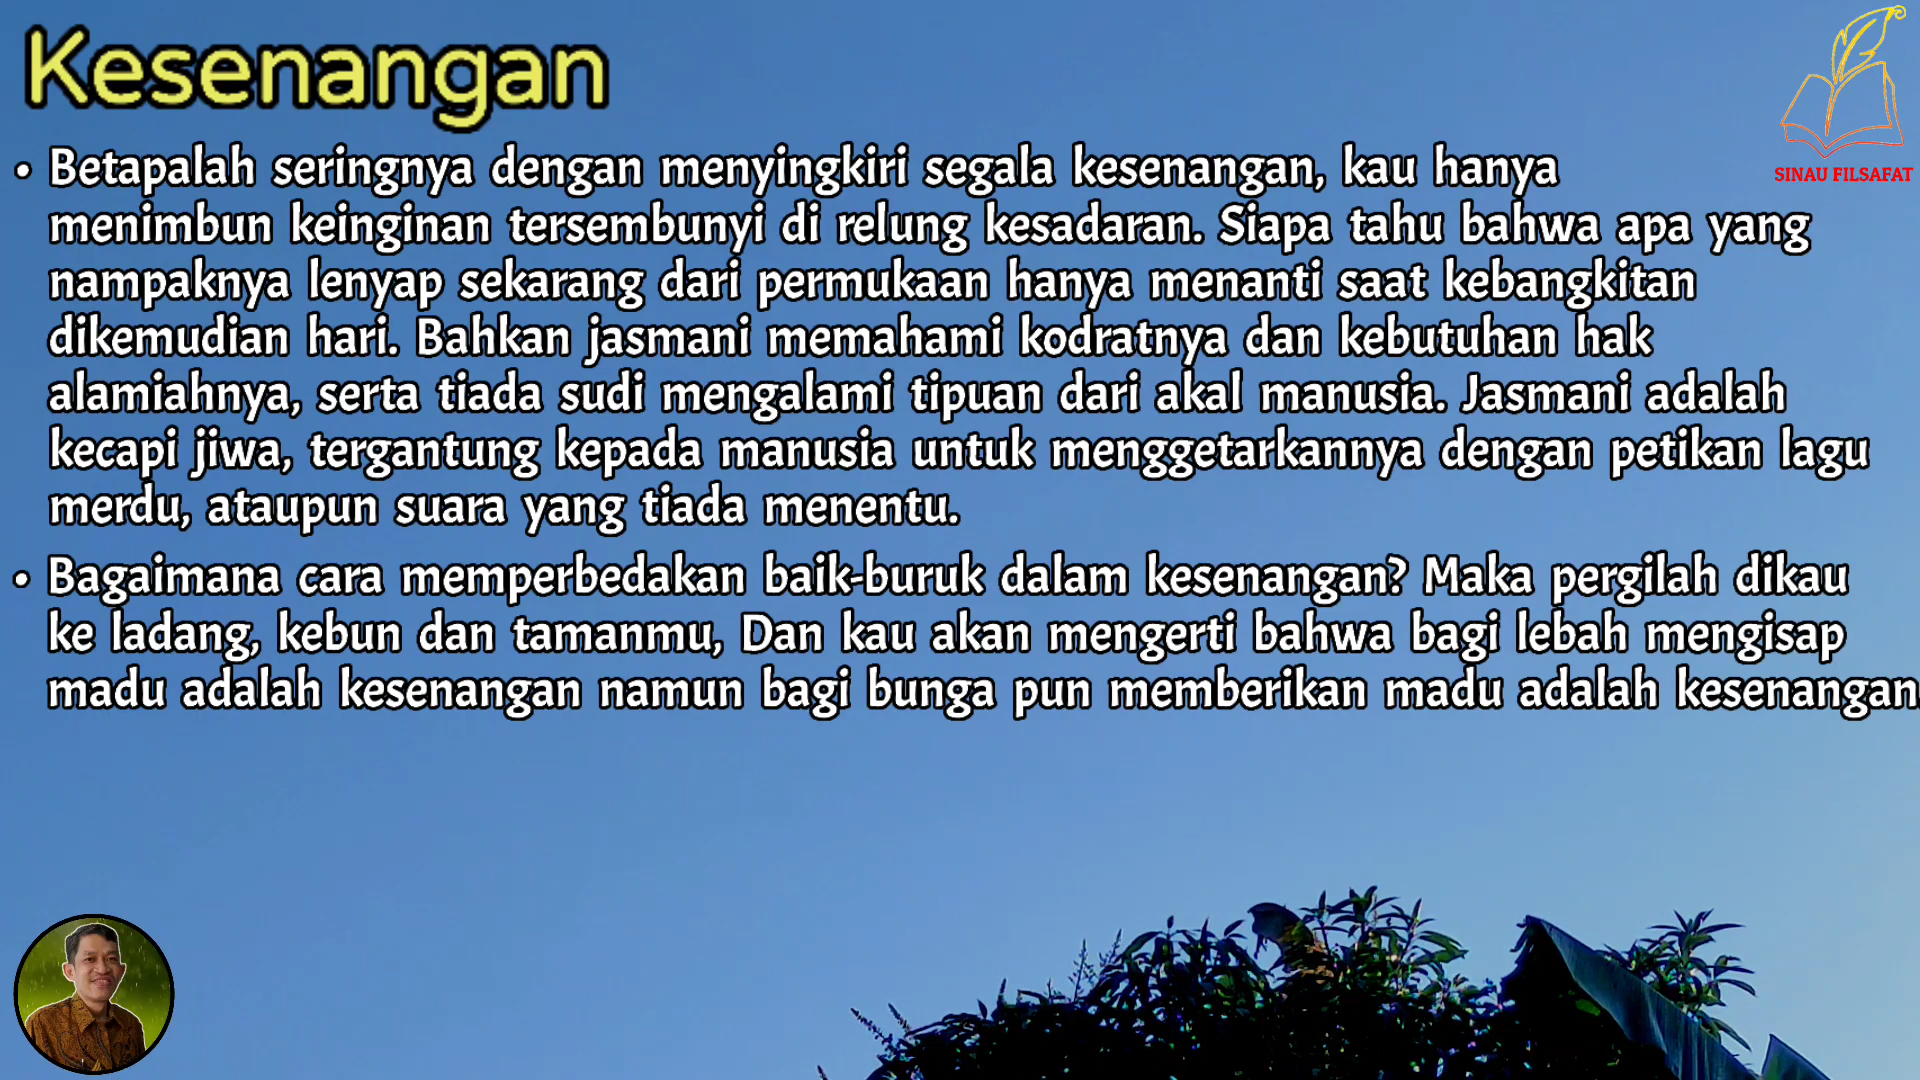 Kesenangan
SINAU FILSAFAT
• Betapalah seringnya dengan menyingkiri segala kesenangan, kau hanya
menimbun keinginan tersembunyi di relung kesadaran. Siapa tahu bahwa apa yang
nampaknya lenyap sekarang dari permukaan hanya menanti saat kebangkitan
dikemudian hari. Bahkan jasmani memahami kodratnya dan kebutuhan hak
alamiahnya, serta tiada sudi mengalami tipuan dari akal manusia. Jasmani adalah
kecapi jiwa, tergantung kepada manusia untuk menggetarkannya dengan petikan lagu
merdu, ataupun suara yang tiada menentu.
• Bagaimana cara memperbedakan baik-buruk dalam kesenangan? Maka pergilah dikau
ke ladang, kebun dan tamanmu, Dan kau akan mengerti bahwa bagi lebah mengisap
madu adalah kesenangan namun bagi bunga pun memberikan madu adalah kesenangan.